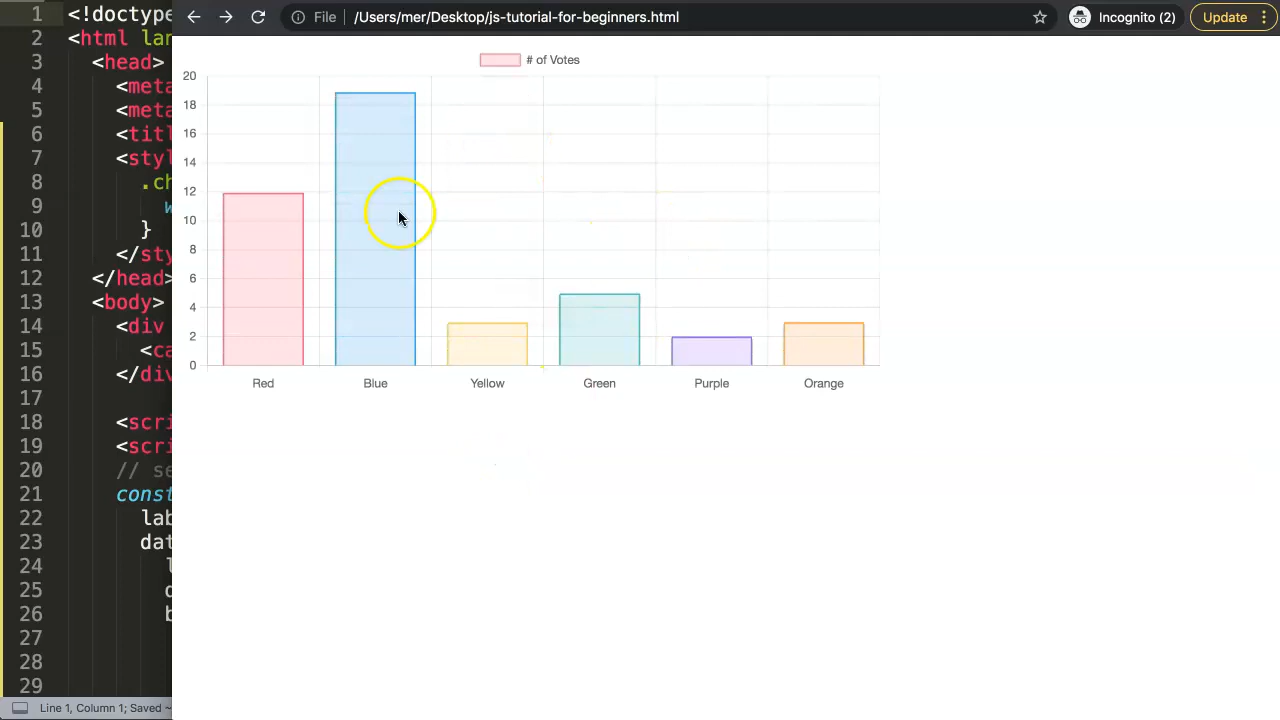 File /Users/mer/Desktop/js-tutorial-for-beginners.html Incognito (2) Update
1 <!doctype
2 <html lan
3 <head>
4 <meta
5 <meta
6 <titl
7 <styl
8 .ch
9 w
10 }
11 </sty
12 </head>
13 <body>
14 <div
15 <ca
16 </div
17
18 <scri
19 <scri
20 // se
21 const
22 lab
23 dat
24 l
25 d
26 b
27
28
29
Line 1, Column 1; Saved ~
# of Votes
20
18
16
14
12
10
8
6
4
2
0
Red Blue Yellow Green Purple Orange